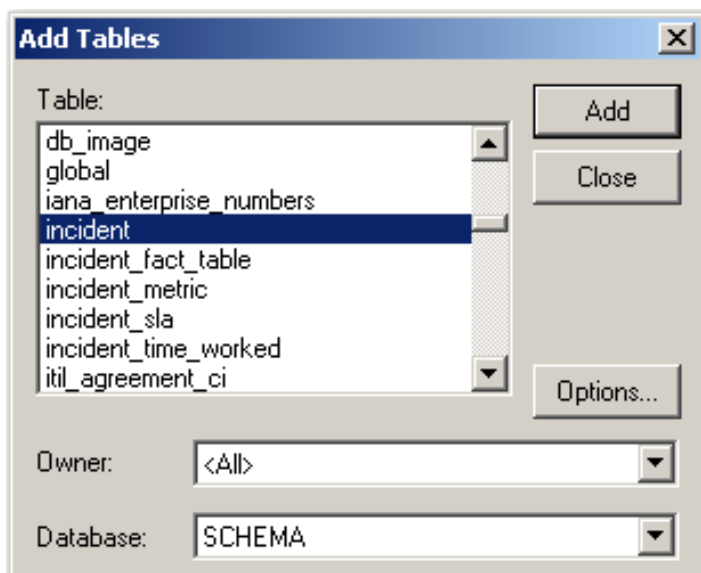 Add Tables
Table:
db_image
global
iana_enterprise_numbers
incident
incident_fact_table
incident_metric
incident_sla
incident_time_worked
itil_agreement_ci
Add
Close
Options...
Owner:
<All>
Database:
SCHEMA